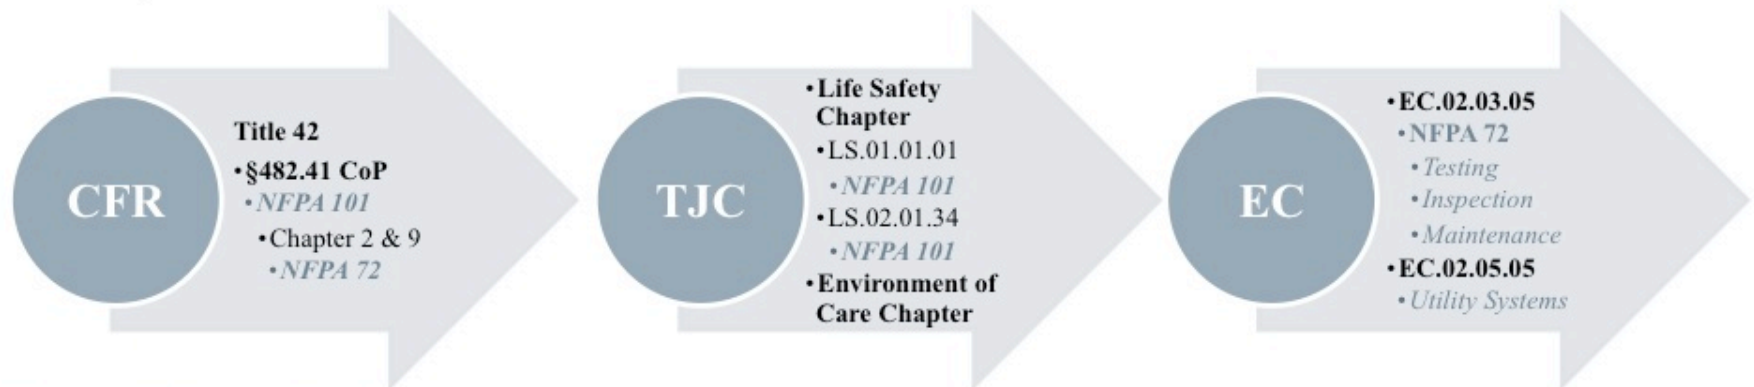 CFR
Title 42
•§482.41 CoP
•NFPA 101
•Chapter 2 & 9
•NFPA 72
TJC
•Life Safety
Chapter
•LS.01.01.01
•NFPA 101
•LS.02.01.34
•NFPA 101
•Environment of
Care Chapter
EC
•EC.02.03.05
•NFPA 72
•Testing
•Inspection
•Maintenance
•EC.02.05.05
•Utility Systems